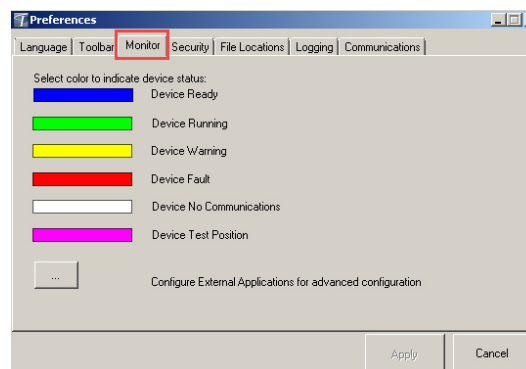 Preferences
Language Toolbar Monitor Security File Locations Logging Communications
Select color to indicate device status:
Device Ready
Device Running
Device Warning
Device Fault
Device No Communications
Device Test Position
... Configure External Applications for advanced configuration
Apply Cancel